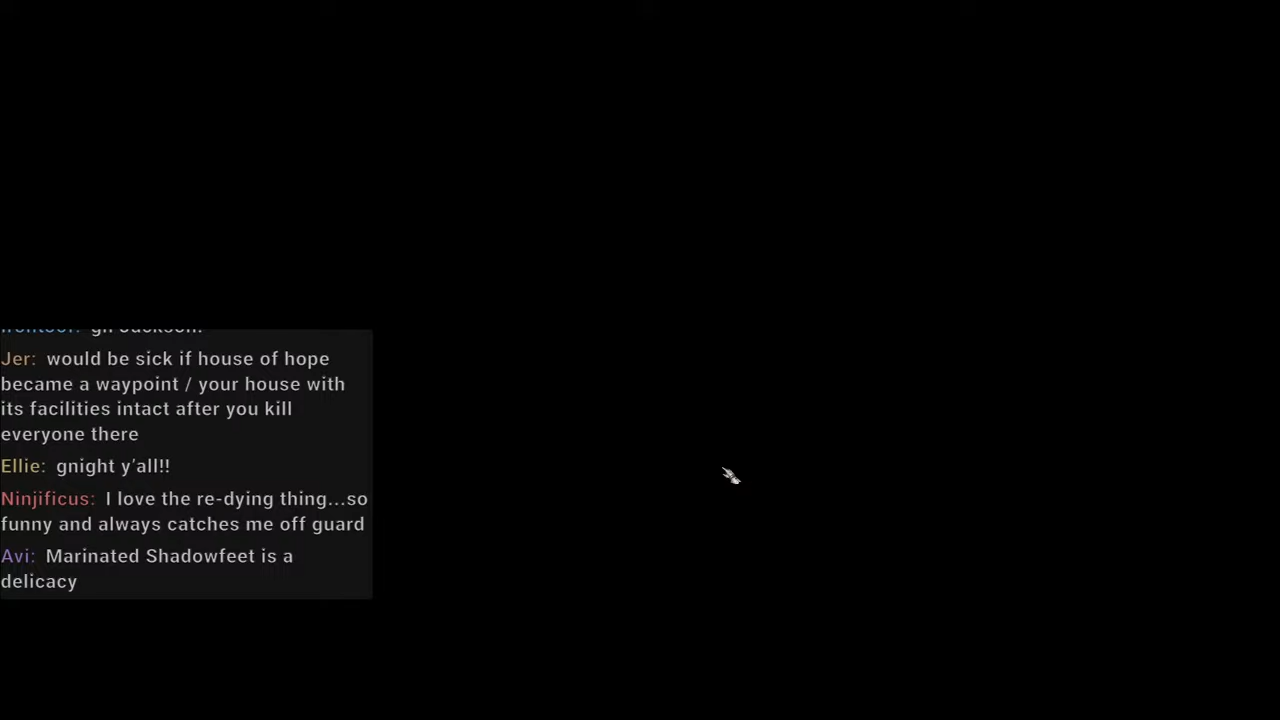 Jer: would be sick if house of hope
became a waypoint / your house with
its facilities intact after you kill
everyone there
Ellie: gnight y'all!!
Ninjificus: I love the re-dying thing...so
funny and always catches me off guard
Avi: Marinated Shadowfeet is a
delicacy